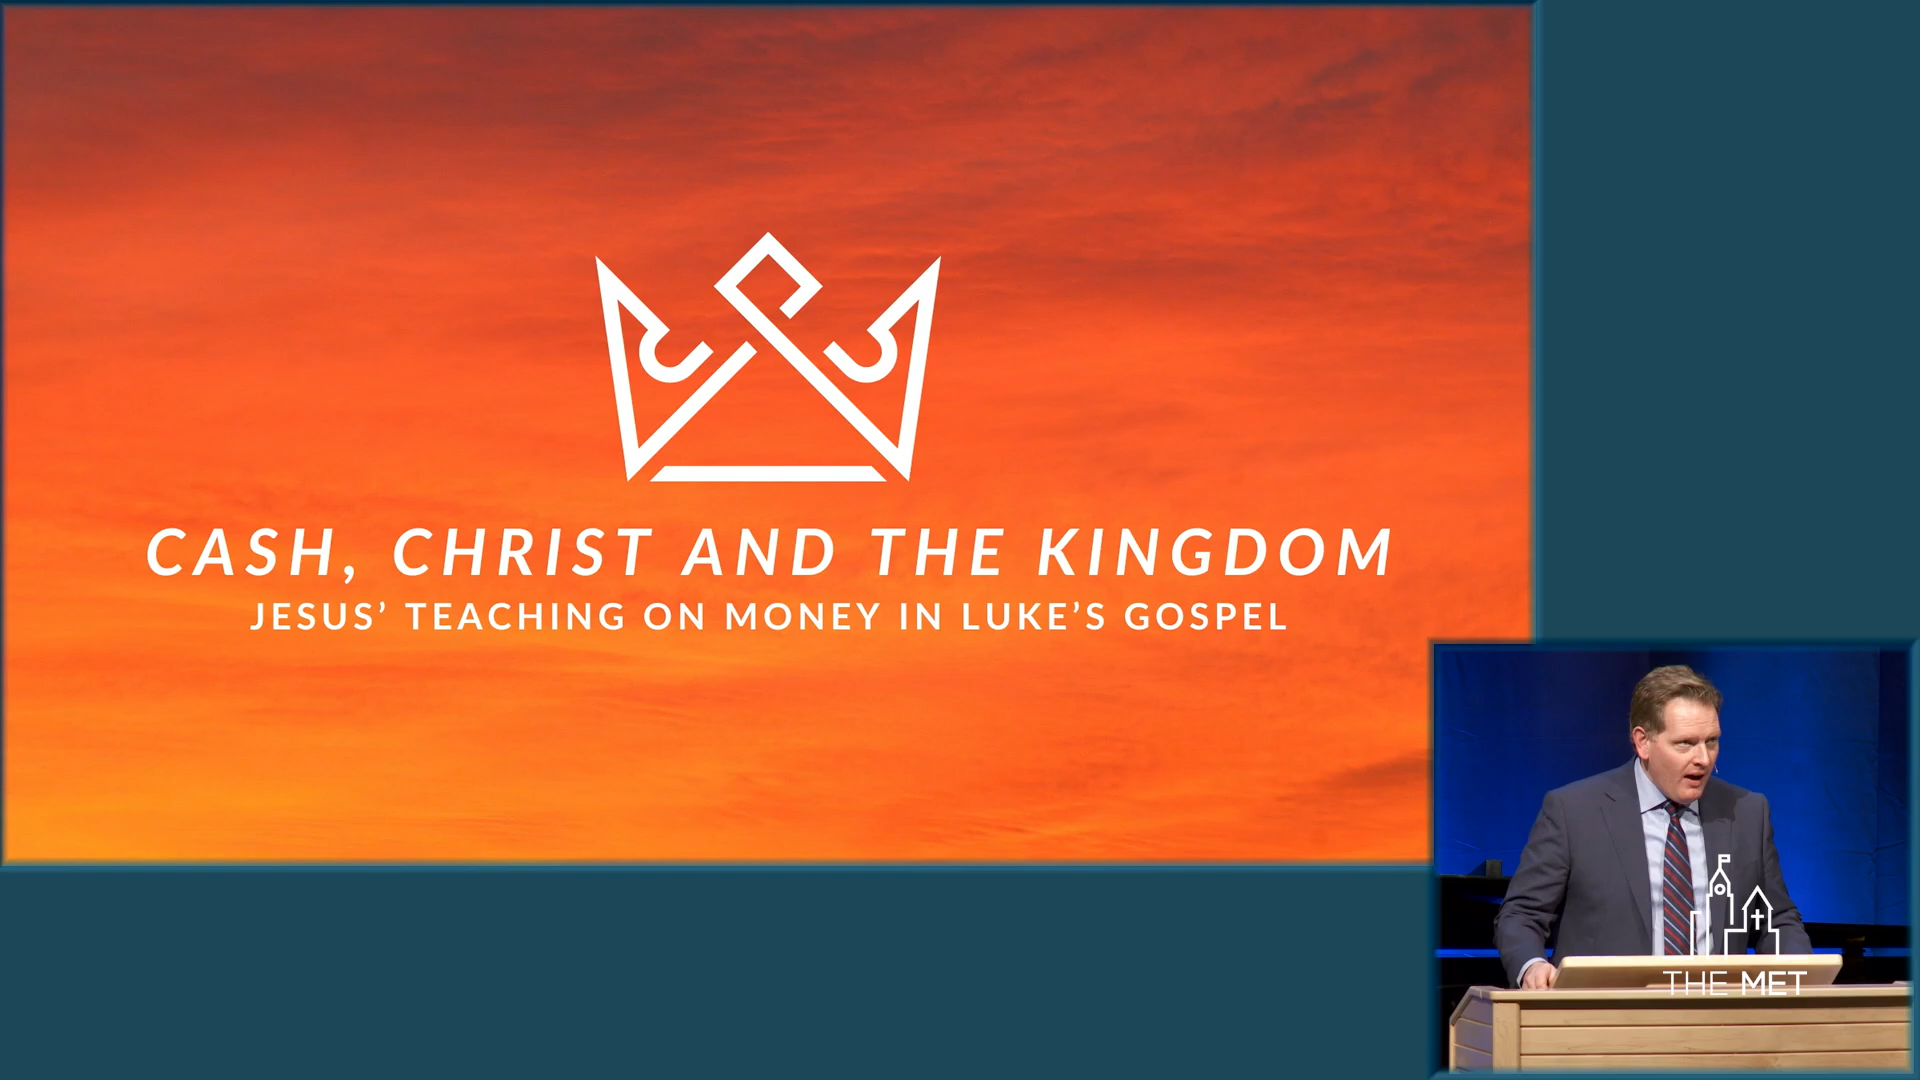 CASH, CHRIST AND THE KINGDOM
JESUS’ TEACHING ON MONEY IN LUKE’S GOSPEL
THE MET